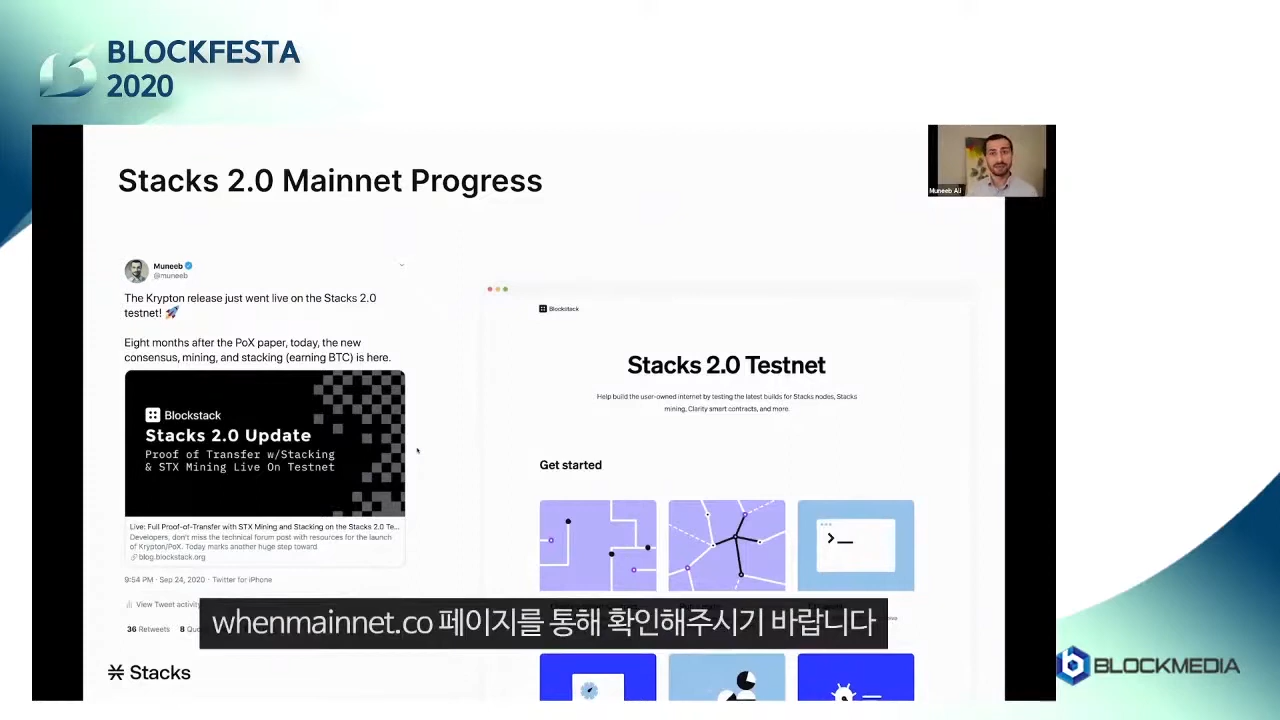 BLOCKFESTA
2020
Stacks 2.0 Mainnet Progress
Muneeb Ali
Muneeb
@muneeb
The Krypton release just went live on the Stacks 2.0
testnet! 🚀
Eight months after the PoX paper, today, the new
consensus, mining, and stacking (earning BTC) is here.
Blockstack
Stacks 2.0 Update
Proof of Transfer w/Stacking
& STX Mining Live On Testnet
Live: Full Proof-of-Transfer with STX Mining and Stacking on the Stacks 2.0 Te...
Developers, don't miss the technical forum post with resources for the launch
of Krypton/PoX. Today marks another huge step toward
blog.blockstack.org
9:54 PM · Sep 24, 2020 · Twitter for iPhone
View Tweet activity
36 Retweets 8
Blockstack
Stacks 2.0 Testnet
Help build the user-owned internet by testing the latest builds for Stacks nodes, Stacks
mining, Clarity smart contracts, and more.
Get started
whenmainnet.co 페이지를 통해 확인해주시기 바랍니다
Stacks
BLOCKMEDIA